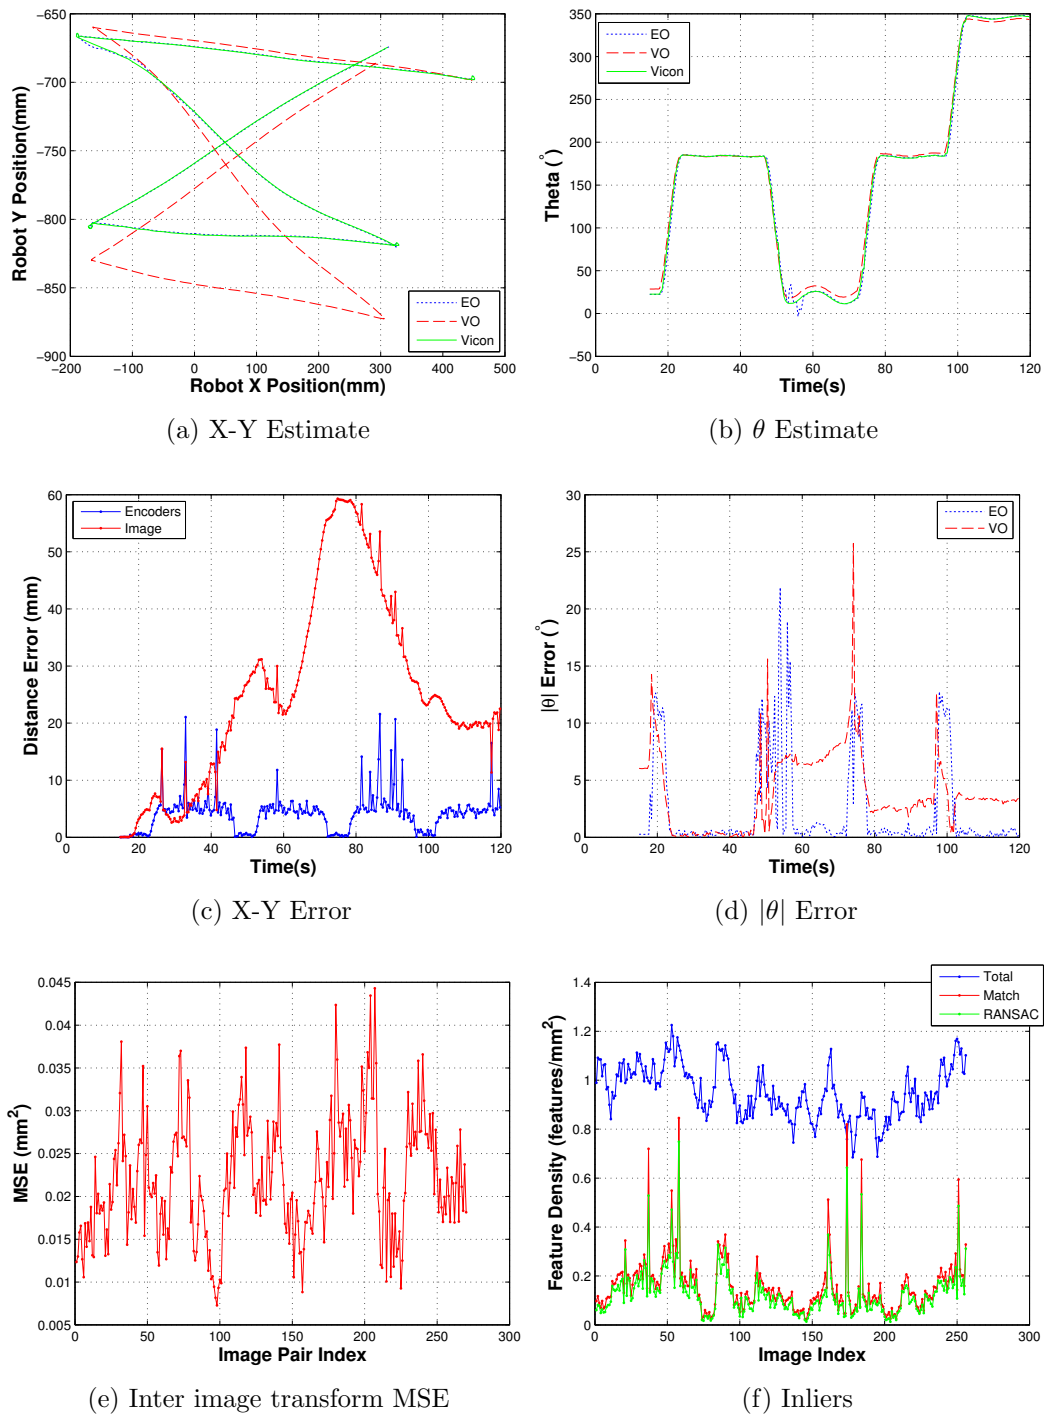 −650
−700
−750
−800
−850
−900
−200 −100 0 100 200 300 400 500
Robot Y Position(mm)
Robot X Position(mm)
EO
VO
Vicon
(a) X-Y Estimate
350
300
250
200
150
100
50
0
−50
0 20 40 60 80 100 120
Theta (°)
Time(s)
EO
VO
Vicon
(b) θ Estimate
60
50
40
30
20
10
0
0 20 40 60 80 100 120
Distance Error (mm)
Time(s)
Encoders
Image
(c) X-Y Error
30
25
20
15
10
5
0
0 20 40 60 80 100 120
|θ| Error (°)
Time(s)
EO
VO
(d) |θ| Error
0.045
0.04
0.035
0.03
0.025
0.02
0.015
0.01
0.005
0 50 100 150 200 250 300
MSE (mm²)
Image Pair Index
(e) Inter image transform MSE
1.4
1.2
1
0.8
0.6
0.4
0.2
0
0 50 100 150 200 250 300
Feature Density (features/mm²)
Image Index
Total
Match
RANSAC
(f) Inliers